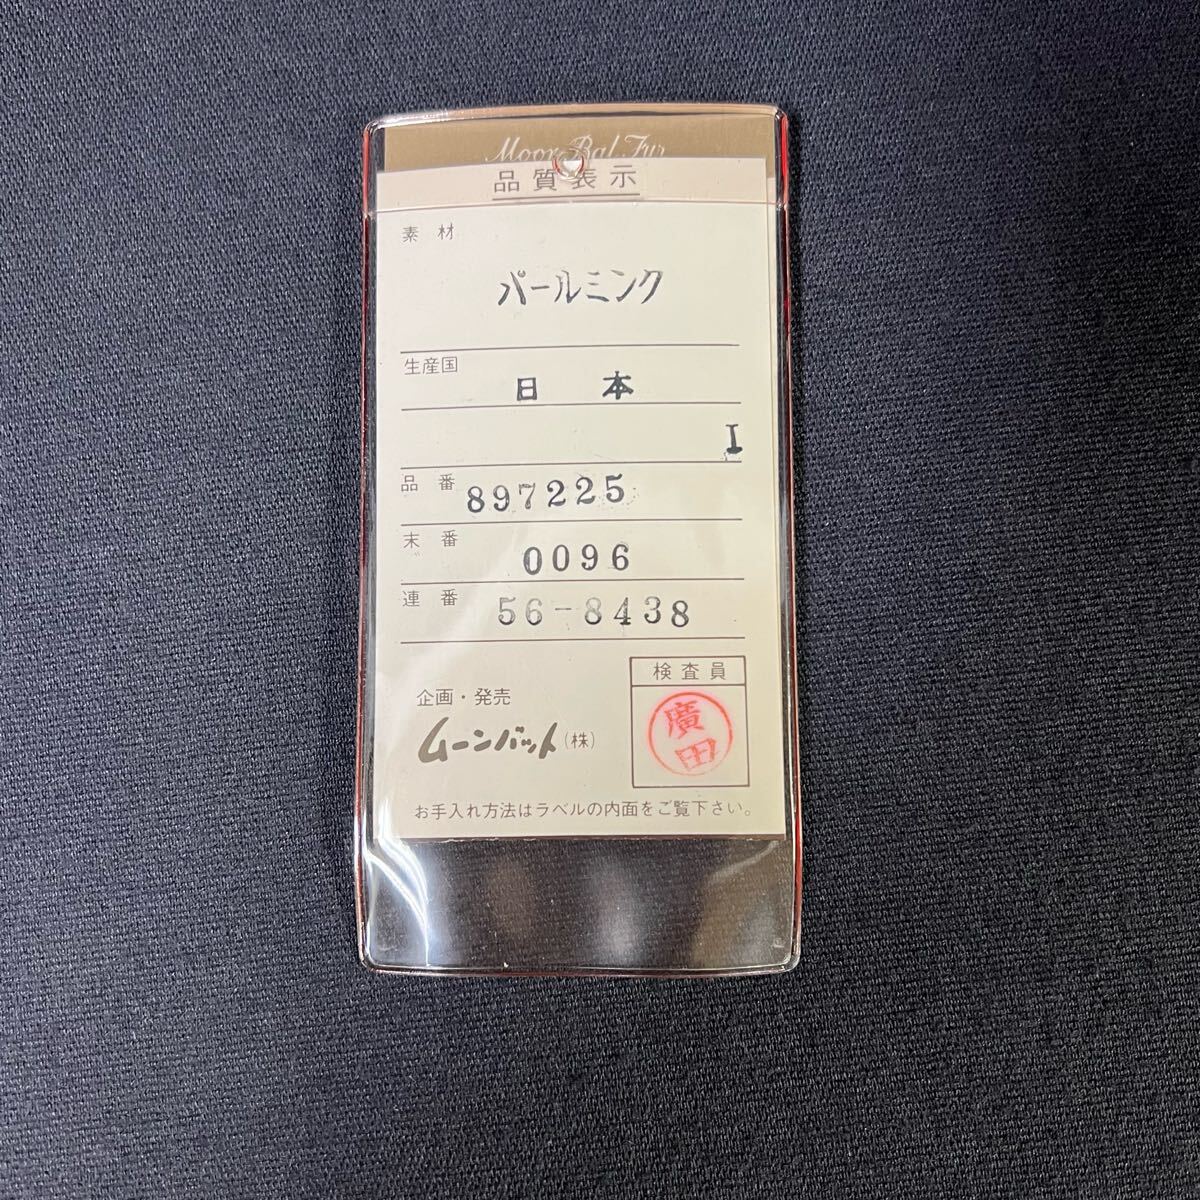 Moon Bat Fur
品質表示
素材
パールミンク
生産国
日本
I
品番 897225
末番 0096
連番 56-8438
検査員
廣田
企画・発売
ムーンバット(株)
お手入れ方法はラベルの内面をご覧下さい。